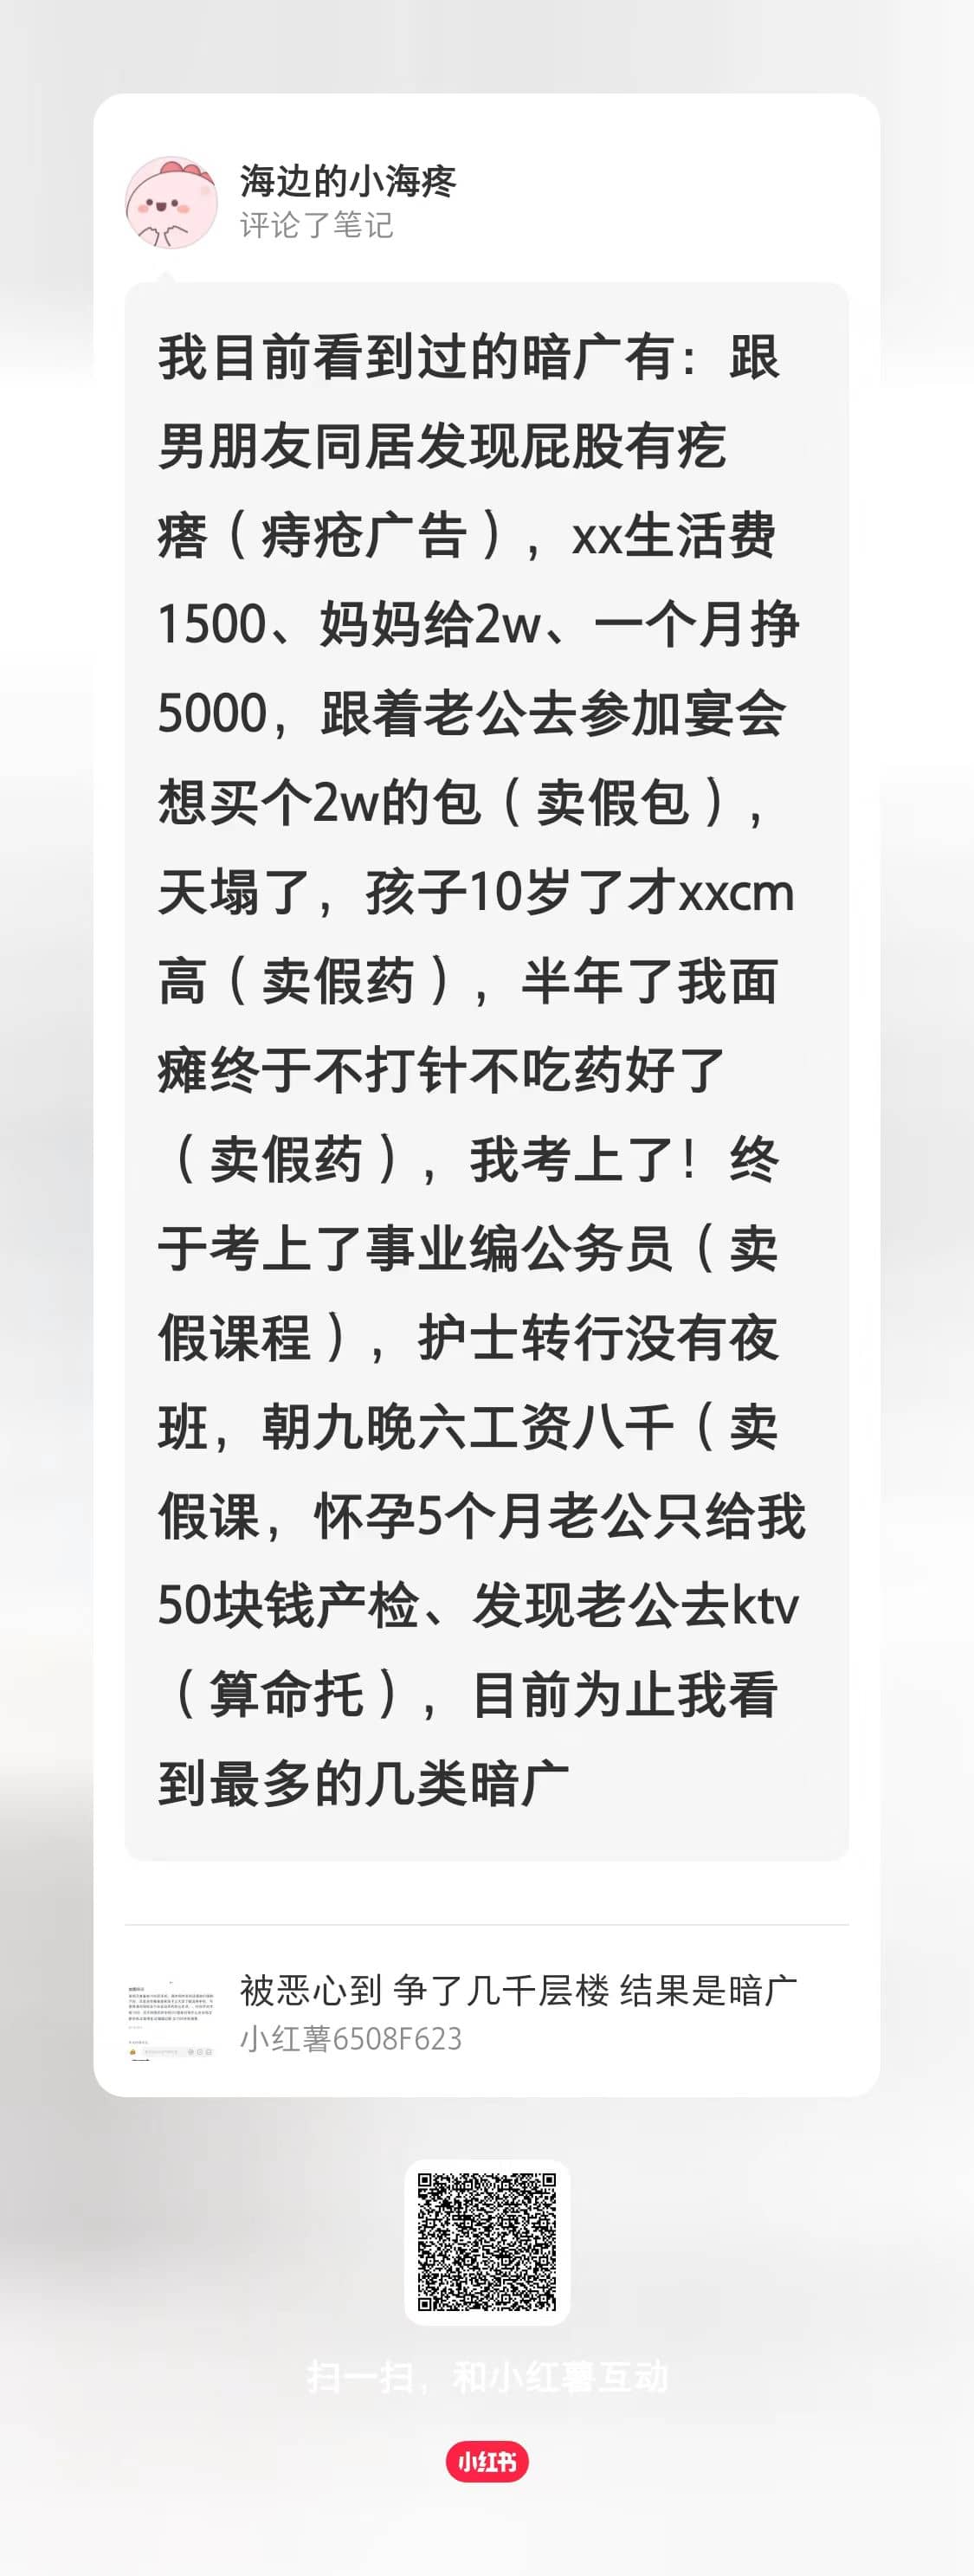 海边的小海疼
评论了笔记
我目前看到过的暗广有：跟
男朋友同居发现屁股有疙
瘩（痔疮广告），xx生活费
1500、妈妈给2w、一个月挣
5000，跟着老公去参加宴会
想买个2w的包（卖假包），
天塌了，孩子10岁了才xxcm
高（卖假药），半年了我面
瘫终于不打针不吃药好了
（卖假药），我考上了！终
于考上了事业编公务员（卖
假课程），护士转行没有夜
班，朝九晚六工资八千（卖
假课，怀孕5个月老公只给我
50块钱产检、发现老公去ktv
（算命托），目前为止我看
到最多的几类暗广
被恶心到 争了几千层楼 结果是暗广
小红薯6508F623
扫一扫，和小红薯互动
小红书